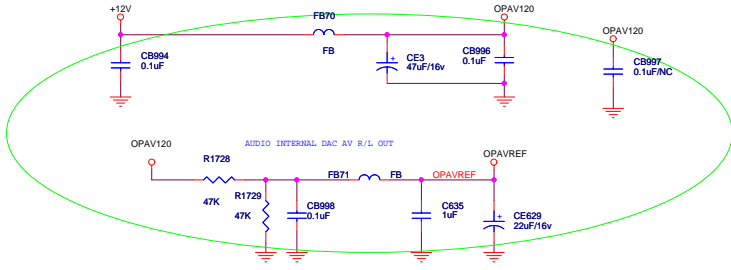 +12V
FB70
FB
OPAV120
OPAV120
CB994
0.1uF
CE3
47uF/16v
CB996
0.1uF
CB997
0.1uF/NC
AUDIO INTERNAL DAC AV R/L OUT
OPAV120
OPAVREF
R1728
47K
R1729
47K
FB71
FB
OPAVREF
CB998
0.1uF
C635
1uF
CE629
22uF/16v